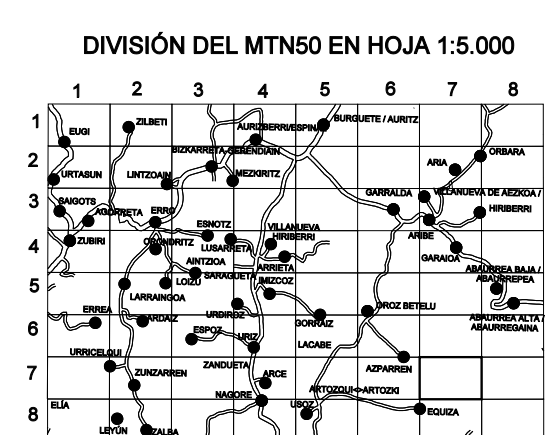 DIVISIÓN DEL MTN50 EN HOJA 1:5.000
1 2 3 4 5 6 7 8
1
ZILBETI
BURGUETE / AURITZ
EUGI
AURIZBERRI/ESPINAL
2
BIZKARRETA-GERENDIAIN
ORBARA
ARIA
URTASUN
LINTZOAIN
MEZKIRITZ
3
GARRALDA
VILLANUEVA DE AEZKOA /
HIRIBERRI
SAIGOTS
AGORRETA
ERRO
ESNOTZ
VILLANUEVA
HIRIBERRI
ARIBE
4
ZUBIRI
ORONDRITZ
LUSARRETA
GARAIOA
AINTZIOA
ARRIETA
ABAURREA BAJA /
ABAURREPEA
5
LOIZU
SARAGUETA
IMIZCOZ
LARRAINGOA
URDIROZ
OROZ BETELU
ERREA
ARDAIZ
GORRAIZ
ABAURREA ALTA /
ABAURREGAINA
6
ESPOZ
URIZ
LACABE
URRICELQUI
ZANDUETA
AZPARREN
7
ZUNZARREN
ARCE
ARTOZQUI<>ARTOZKI
NAGORE
ELÍA
USOZ
EQUIZA
8
LEYÚN
ZALBA